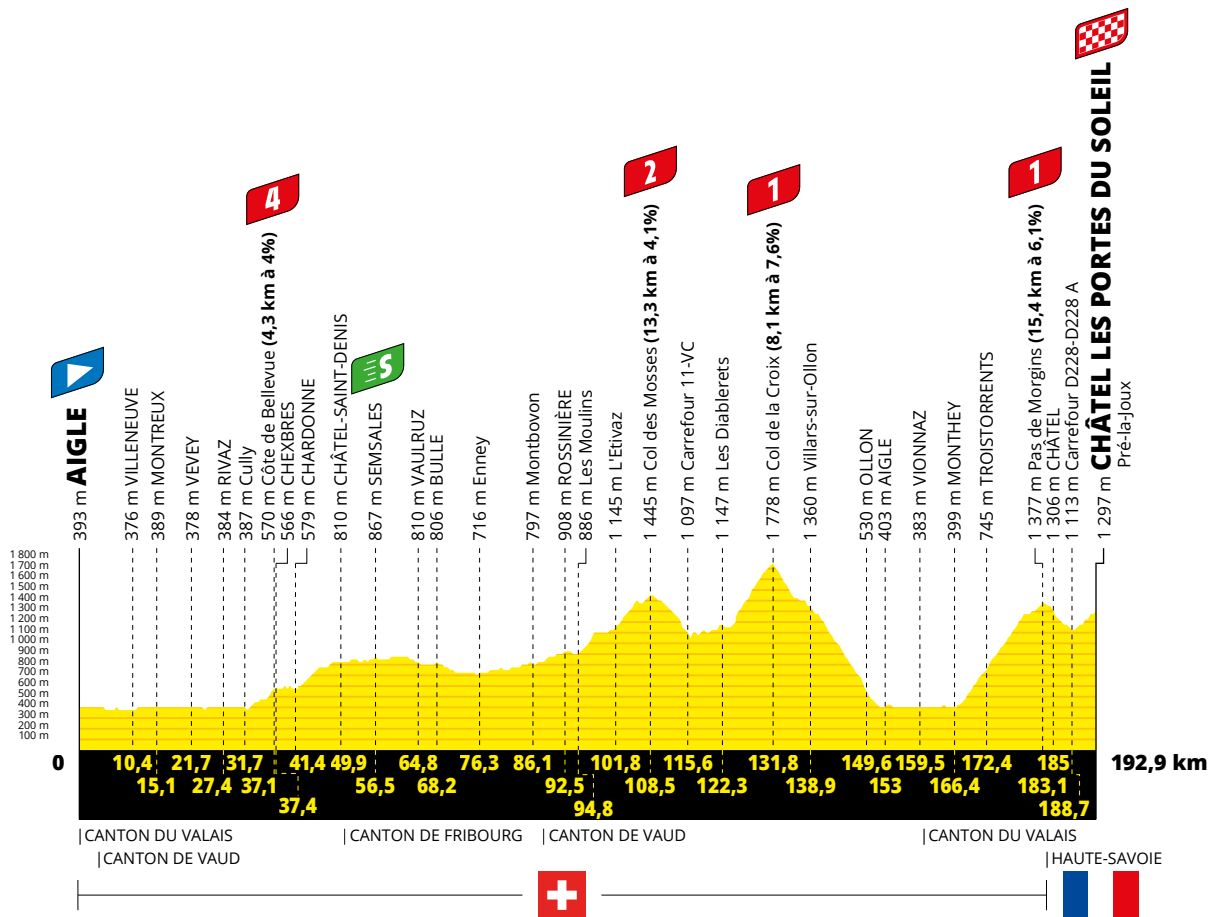 4
2
1
1
S
393 m AIGLE
376 m VILLENEUVE
389 m MONTREUX
378 m VEVEY
384 m RIVAZ
387 m Cully
570 m Côte de Bellevue (4,3 km à 4%)
566 m CHEXBRES
579 m CHARDONNE
810 m CHÂTEL-SAINT-DENIS
867 m SEMSALES
810 m VAULRUZ
806 m BULLE
716 m Enney
797 m Montbovon
908 m ROSSINIÈRE
886 m Les Moulins
1 145 m L'Etivaz
1 445 m Col des Mosses (13,3 km à 4,1%)
1 097 m Carrefour 11-VC
1 147 m Les Diablerets
1 778 m Col de la Croix (8,1 km à 7,6%)
1 360 m Villars-sur-Ollon
530 m OLLON
403 m AIGLE
383 m VIONNAZ
399 m MONTHEY
745 m TROISTORRENTS
1 377 m Pas de Morgins (15,4 km à 6,1%)
1 306 m CHÂTEL
1 113 m Carrefour D228-D228 A
1 297 m CHÂTEL LES PORTES DU SOLEIL
Pré-la-Joux
1 800 m
1 700 m
1 600 m
1 500 m
1 400 m
1 300 m
1 200 m
1 100 m
1 000 m
900 m
800 m
700 m
600 m
500 m
400 m
300 m
200 m
100 m
0 10,4 21,7 31,7 41,4 49,9 64,8 76,3 86,1 101,8 115,6 131,8 149,6 159,5 172,4 185 192,9 km
15,1 27,4 37,1 56,5 68,2 92,5 108,5 122,3 138,9 153 166,4 183,1
37,4 94,8 188,7
CANTON DU VALAIS CANTON DE FRIBOURG CANTON DE VAUD CANTON DU VALAIS
CANTON DE VAUD HAUTE-SAVOIE